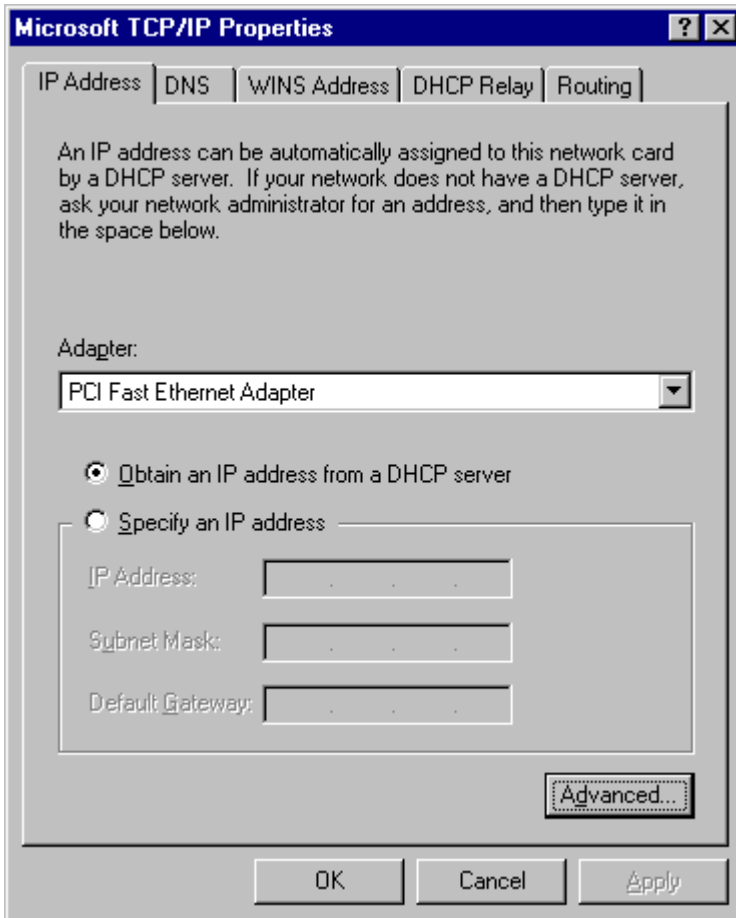 Microsoft TCP/IP Properties
IP Address DNS WINS Address DHCP Relay Routing
An IP address can be automatically assigned to this network card
by a DHCP server. If your network does not have a DHCP server,
ask your network administrator for an address, and then type it in
the space below.
Adapter:
PCI Fast Ethernet Adapter
Obtain an IP address from a DHCP server
Specify an IP address
IP Address: . . .
Subnet Mask: . . .
Default Gateway: . . .
Advanced...
OK Cancel Apply